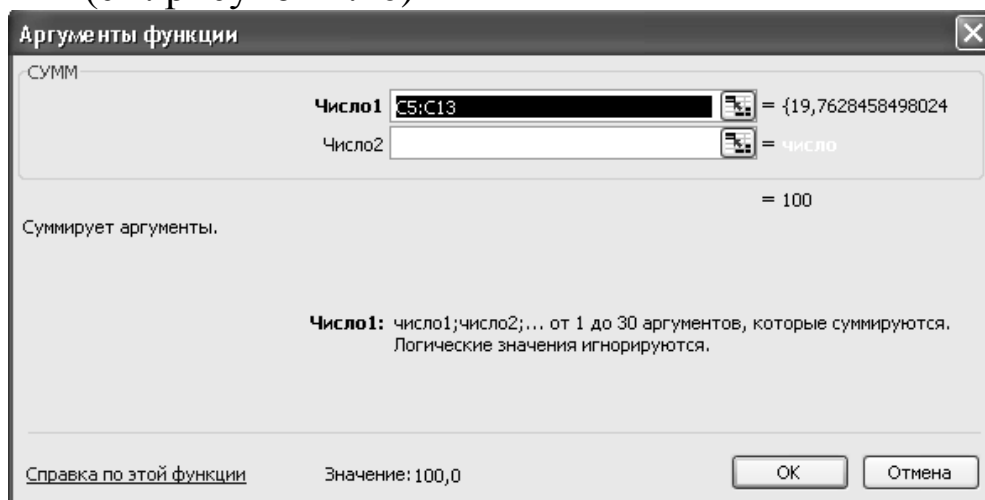 Аргументы функции
СУММ
Число1 C5:C13 = {19,7628458498024
Число2 = число
= 100
Суммирует аргументы.
Число1: число1;число2;... от 1 до 30 аргументов, которые суммируются.
Логические значения игнорируются.
Справка по этой функции Значение:100,0 OK Отмена